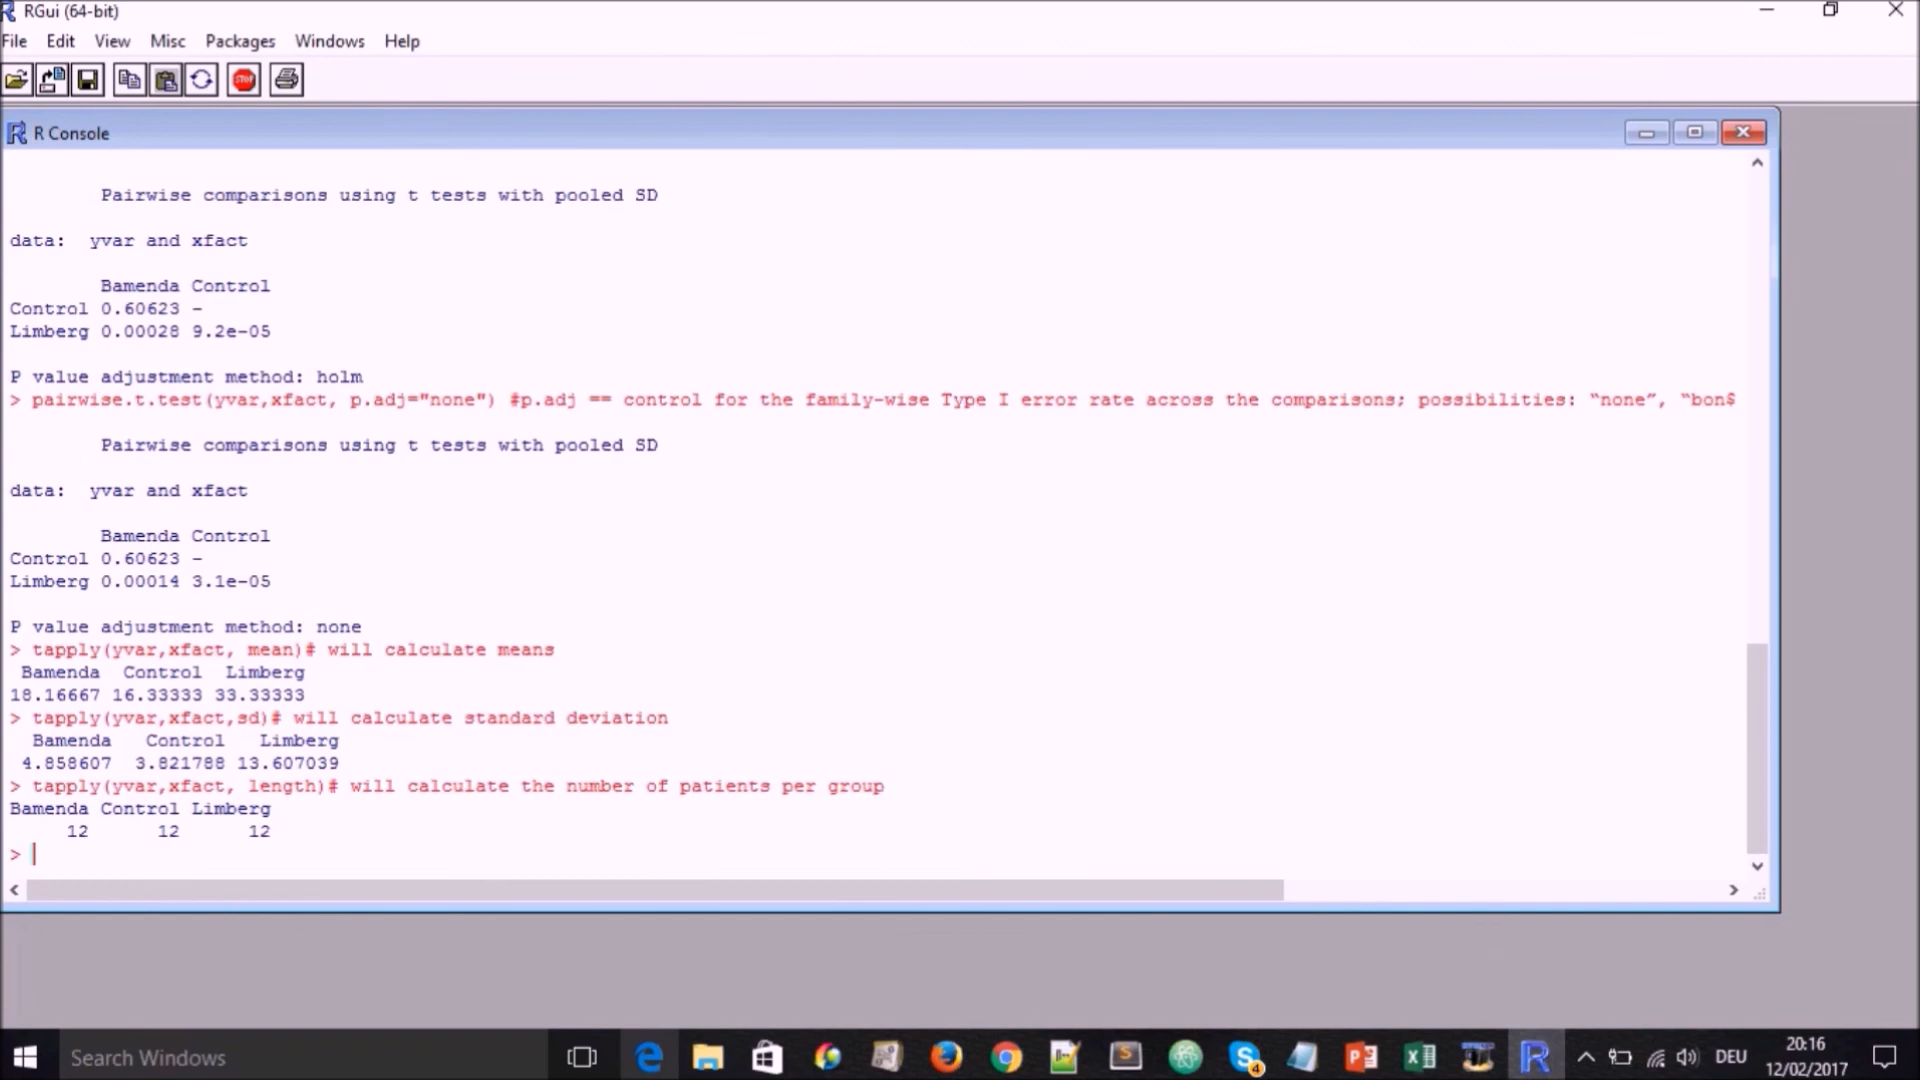 RGui (64-bit)
File Edit View Misc Packages Windows Help
STOP
R Console
Pairwise comparisons using t tests with pooled SD
data:  yvar and xfact
Bamenda Control
Control 0.60623 -
Limberg 0.00028 9.2e-05
P value adjustment method: holm
> pairwise.t.test(yvar,xfact, p.adj="none") #p.adj == control for the family-wise Type I error rate across the comparisons; possibilities: “none”, “bon$
Pairwise comparisons using t tests with pooled SD
data:  yvar and xfact
Bamenda Control
Control 0.60623 -
Limberg 0.00014 3.1e-05
P value adjustment method: none
> tapply(yvar,xfact, mean)# will calculate means
Bamenda  Control  Limberg
18.16667 16.33333 33.33333
> tapply(yvar,xfact,sd)# will calculate standard deviation
Bamenda   Control   Limberg
4.858607  3.821788 13.607039
> tapply(yvar,xfact, length)# will calculate the number of patients per group
Bamenda Control Limberg
12      12      12
>
Search Windows
4
DEU
20:16
12/02/2017